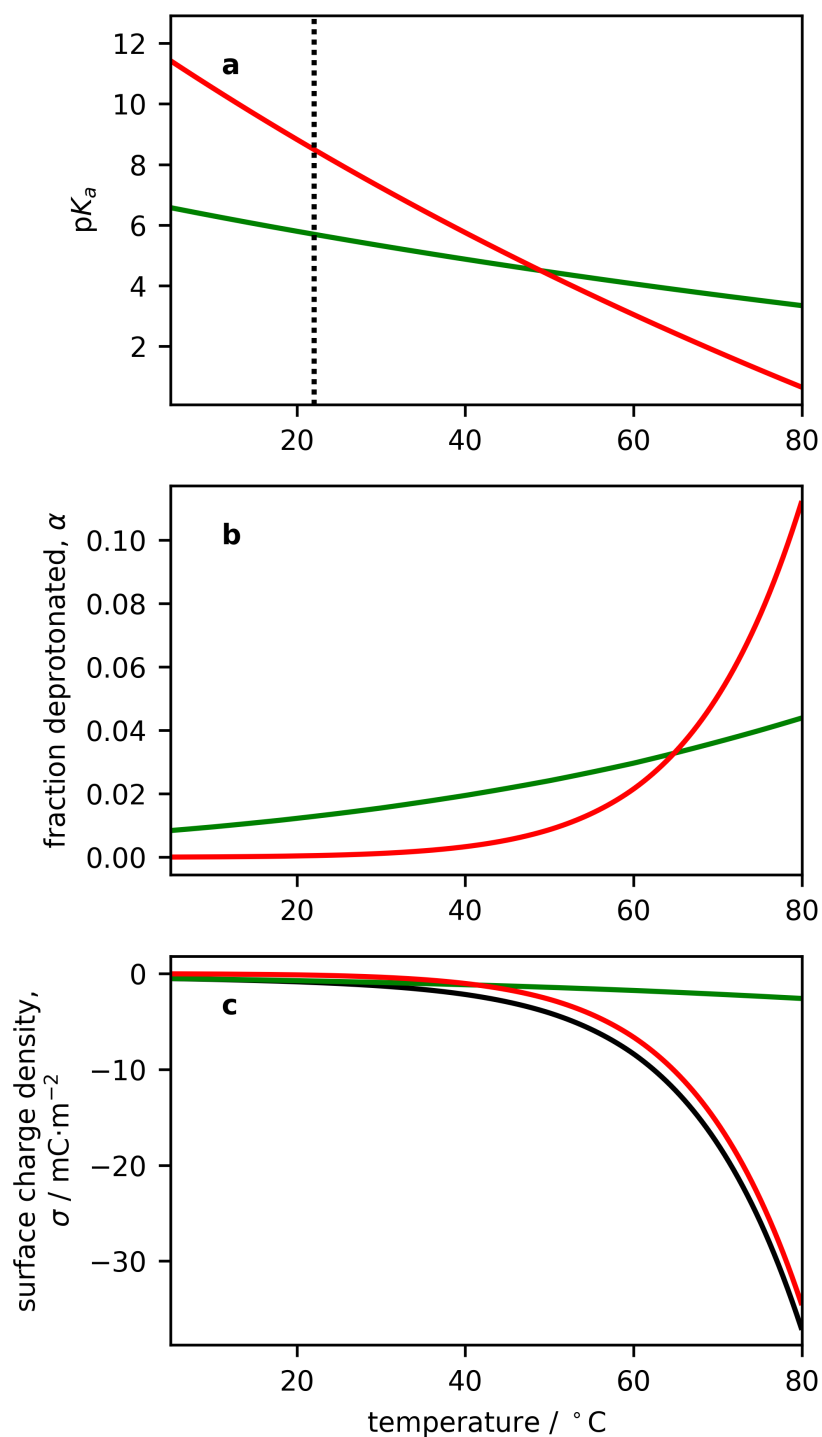 12
10
8
6
4
2
pKa
a
20 40 60 80
0.10
0.08
0.06
0.04
0.02
0.00
fraction deprotonated, α
b
20 40 60 80
0
−10
−20
−30
surface charge density,
σ / mC·m⁻²
c
20 40 60 80
temperature / °C